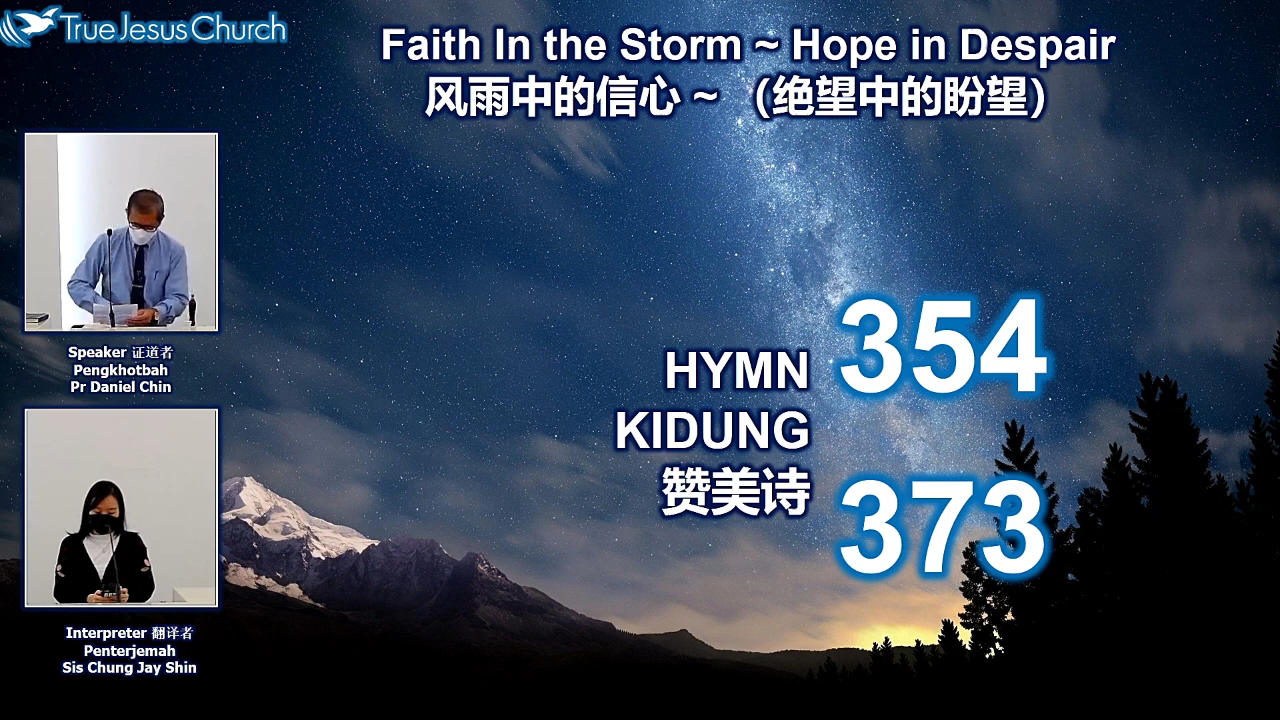 True Jesus Church
Faith In the Storm ~ Hope in Despair
风雨中的信心 ~ （绝望中的盼望）
Speaker 证道者
Pengkhotbah
Pr Daniel Chin
Interpreter 翻译者
Penterjemah
Sis Chung Jay Shin
HYMN
KIDUNG
赞美诗
354
373